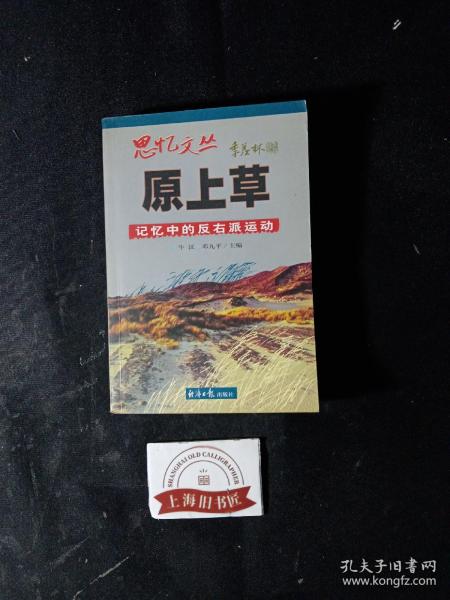 思忆文丛 季羡林
原上草
记忆中的反右派运动
牛汉 邓九平/主编
经济日报出版社
SHANGHAI OLD CALLIGRAPHER
上海旧书匠
孔夫子旧书网
www.kongfz.com